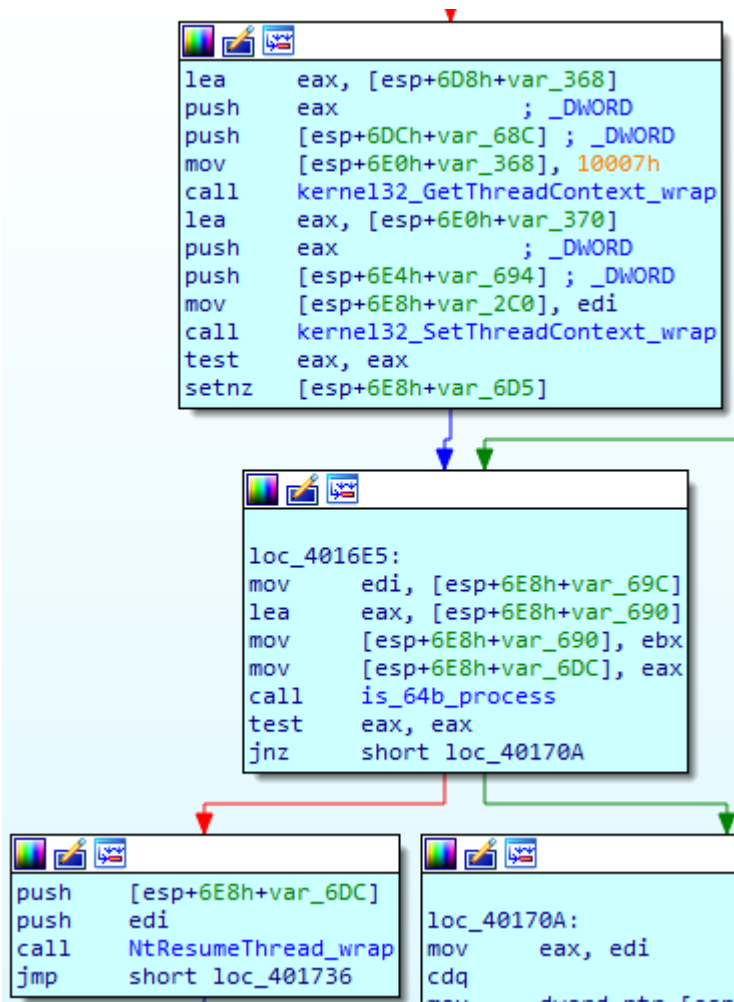 lea eax, [esp+6D8h+var_368]
push eax ; _DWORD
push [esp+6DCh+var_68C] ; _DWORD
mov [esp+6E0h+var_368], 10007h
call kernel32_GetThreadContext_wrap
lea eax, [esp+6E0h+var_370]
push eax ; _DWORD
push [esp+6E4h+var_694] ; _DWORD
mov [esp+6E8h+var_2C0], edi
call kernel32_SetThreadContext_wrap
test eax, eax
setnz [esp+6E8h+var_6D5]
loc_4016E5:
mov edi, [esp+6E8h+var_69C]
lea eax, [esp+6E8h+var_690]
mov [esp+6E8h+var_690], ebx
mov [esp+6E8h+var_6DC], eax
call is_64b_process
test eax, eax
jnz short loc_40170A
push [esp+6E8h+var_6DC]
push edi
call NtResumeThread_wrap
jmp short loc_401736
loc_40170A:
mov eax, edi
cdq